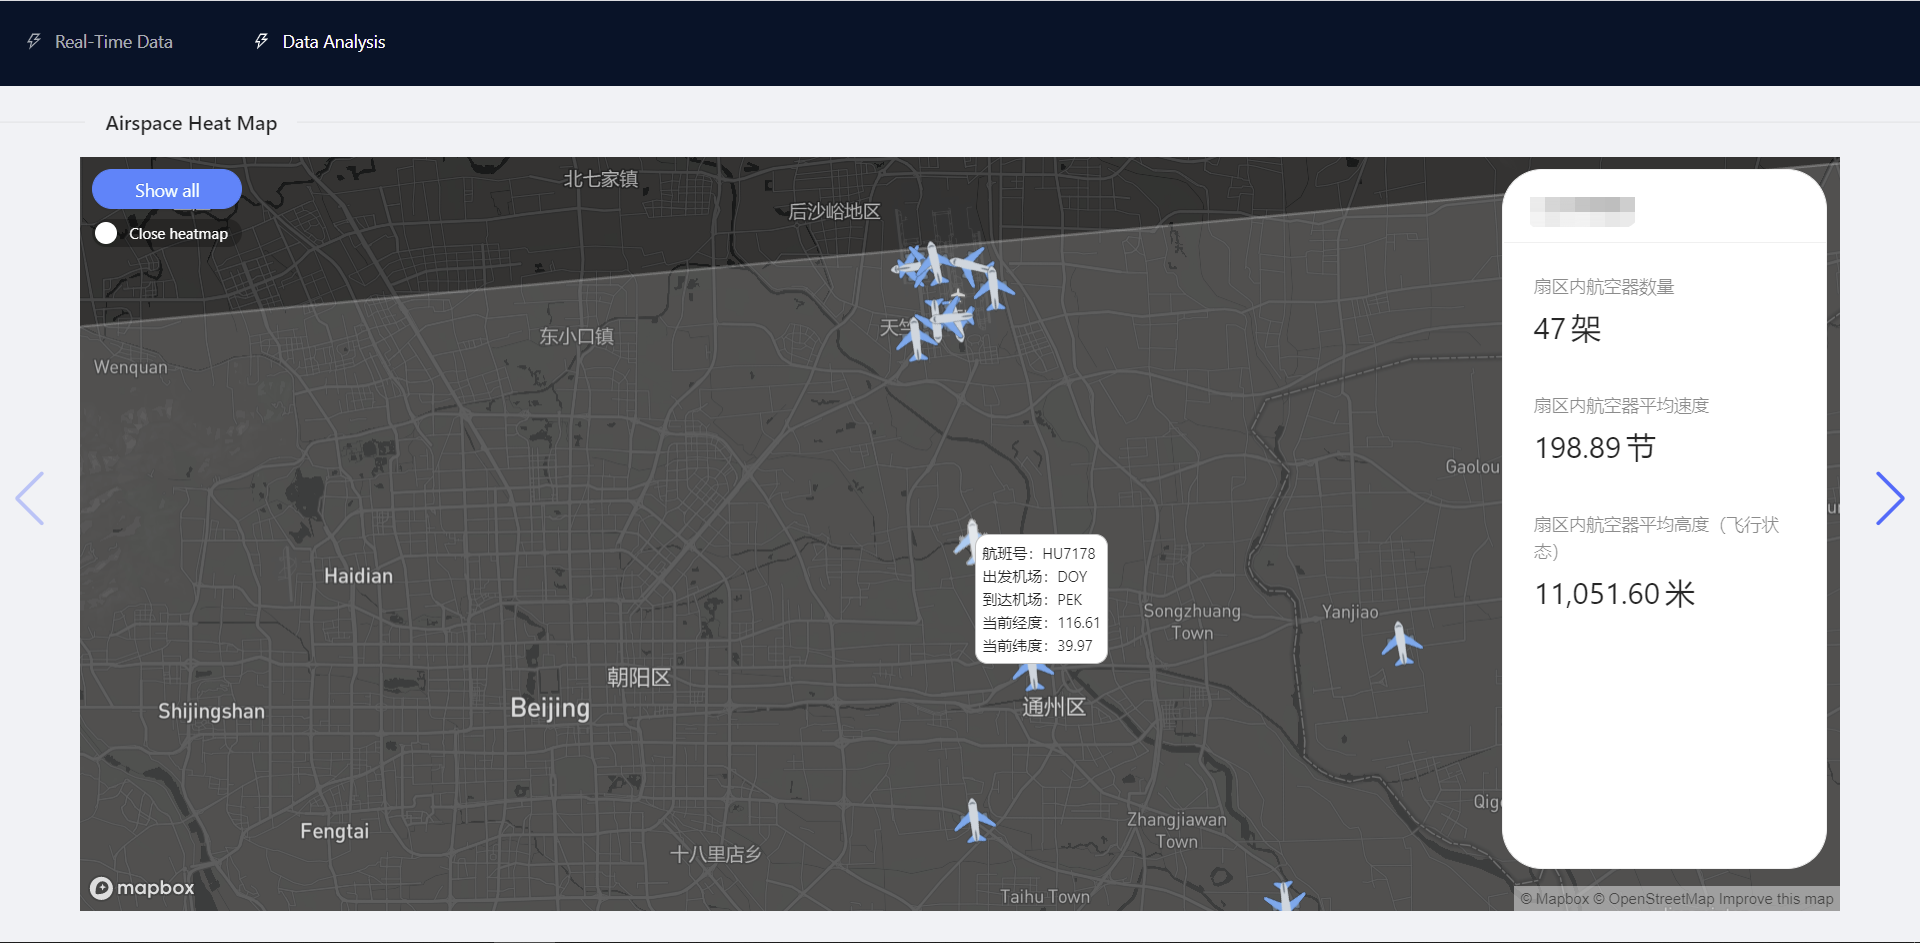 Real-Time Data
Data Analysis
Airspace Heat Map
Show all
Close heatmap
北七家镇
后沙峪地区
天竺
东小口镇
Wenquan
Gaolou
Haidian
航班号：HU7178
出发机场：DOY
到达机场：PEK
当前经度：116.61
当前纬度：39.97
Songzhuang
Town
Yanjiao
朝阳区
Beijing
Shijingshan
通州区
Fengtai
十八里店乡
Zhangjiawan
Town
Taihu Town
Qig
mapbox
扇区内航空器数量
47 架
扇区内航空器平均速度
198.89 节
扇区内航空器平均高度（飞行状
态）
11,051.60 米
© Mapbox © OpenStreetMap Improve this map